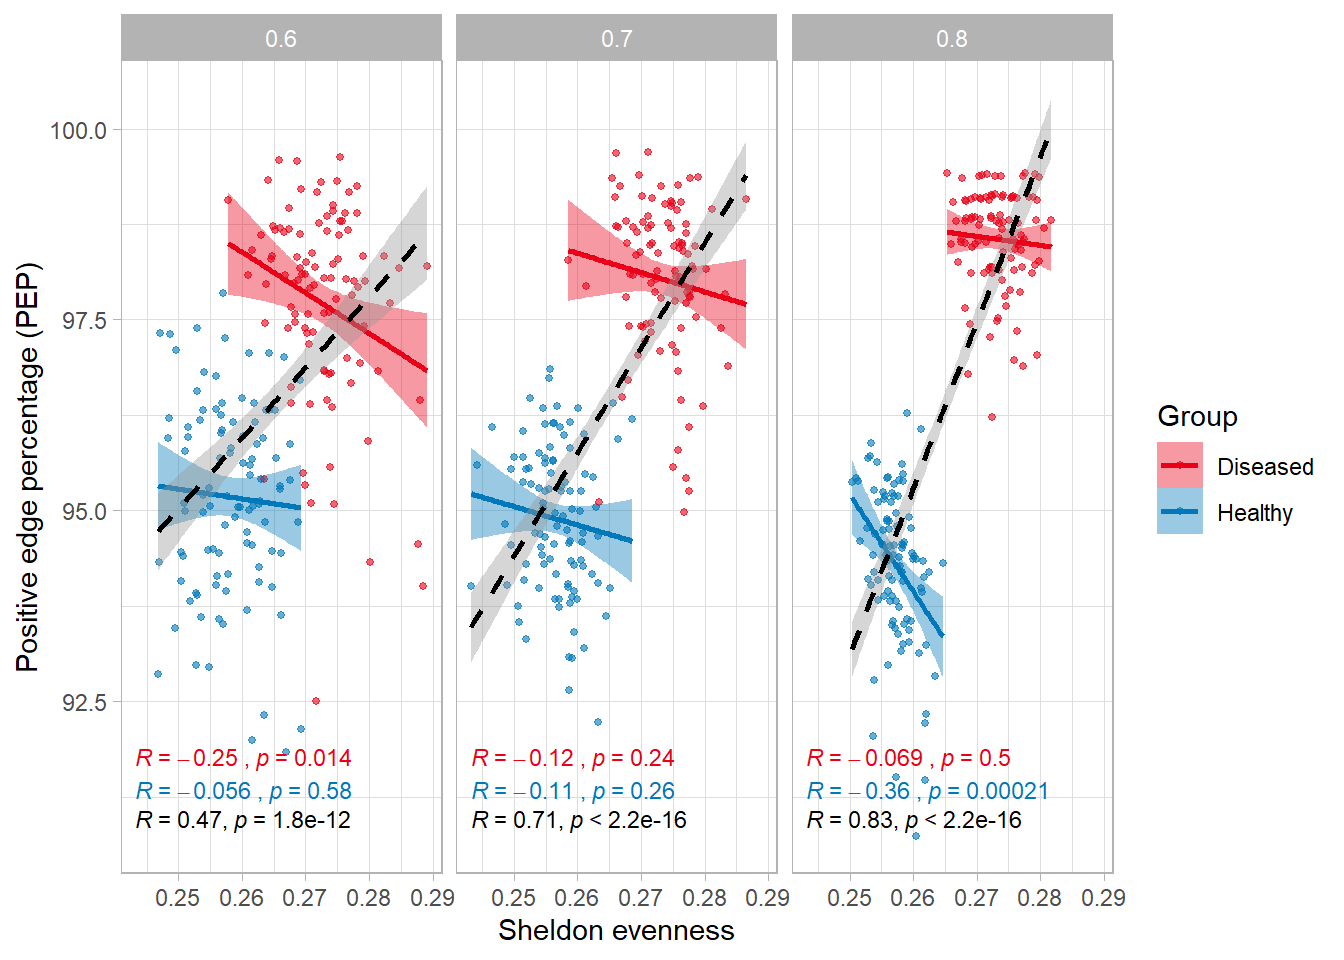 0.6 0.7 0.8
100.0
97.5
95.0
92.5
Positive edge percentage (PEP)
R = −0.25 , p = 0.014
R = −0.056 , p = 0.58
R = 0.47, p = 1.8e-12
R = −0.12 , p = 0.24
R = −0.11 , p = 0.26
R = 0.71, p < 2.2e-16
R = −0.069 , p = 0.5
R = −0.36 , p = 0.00021
R = 0.83, p < 2.2e-16
0.25 0.26 0.27 0.28 0.29 0.25 0.26 0.27 0.28 0.29 0.25 0.26 0.27 0.28 0.29
Sheldon evenness
Group
Diseased
Healthy